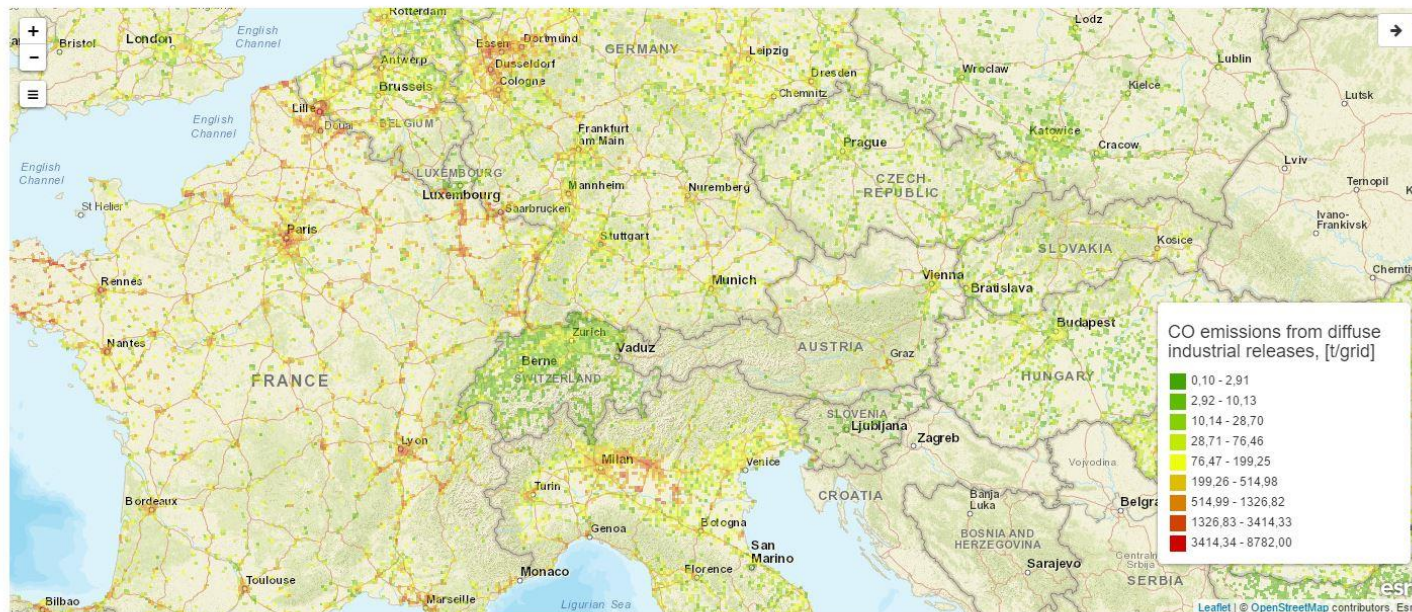 +
−
≡
English
Channel
Rotterdam
Bristol
London
Antwerp
Brussels
BELGIUM
Essen
Dortmund
Dusseldorf
Cologne
GERMANY
Leipzig
Dresden
Chemnitz
Lodz
Wroclaw
Kielce
Lublin
Lutsk
Lille
Douai
English
Channel
English
Channel
Frankfurt
am Main
Prague
CZECH
REPUBLIC
Katowice
Cracow
Lviv
Ternopil
Ivano-
Frankivsk
LUXEMBOURG
Luxembourg
Mannheim
Saarbrucken
Nuremberg
St Helier
Paris
Stuttgart
Munich
SLOVAKIA
Kosice
Rennes
Vienna
Bratislava
Nantes
FRANCE
Zurich
Berne
SWITZERLAND
Vaduz
AUSTRIA
Graz
Budapest
HUNGARY
Lyon
Milan
Turin
Venice
SLOVENIA
Ljubljana
Zagreb
CROATIA
Vojvodina
Bordeaux
Genoa
Bologna
San
Marino
Banja
Luka
BOSNIA AND
HERZEGOVINA
Sarajevo
SERBIA
Toulouse
Bilbao
Marseille
Monaco
Florence
Ligurian Sea
CO emissions from diffuse
industrial releases, [t/grid]
0,10 - 2,91
2,92 - 10,13
10,14 - 28,70
28,71 - 76,46
76,47 - 199,25
199,26 - 514,98
514,99 - 1326,82
1326,83 - 3414,33
3414,34 - 8782,00
Leaflet | © OpenStreetMap contributors, Esr